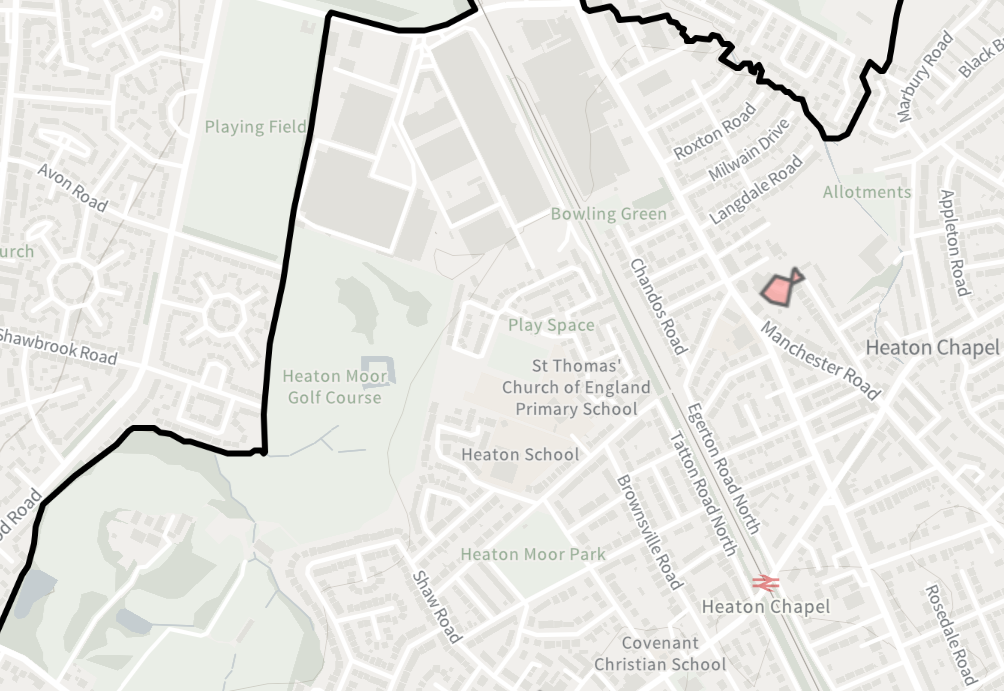 Marbury Road
Black B
Playing Field
Roxton Road
Milwain Drive
Langdale Road
Allotments
Avon Road
Appleton Road
Bowling Green
urch
Chandos Road
Play Space
Manchester Road
Shawbrook Road
Heaton Chapel
St Thomas'
Church of England
Primary School
Heaton Moor
Golf Course
Egerton Road North
Tatton Road North
Heaton School
Brownsville Road
d Road
Heaton Moor Park
Shaw Road
Heaton Chapel
Rosedale Road
Covenant
Christian School